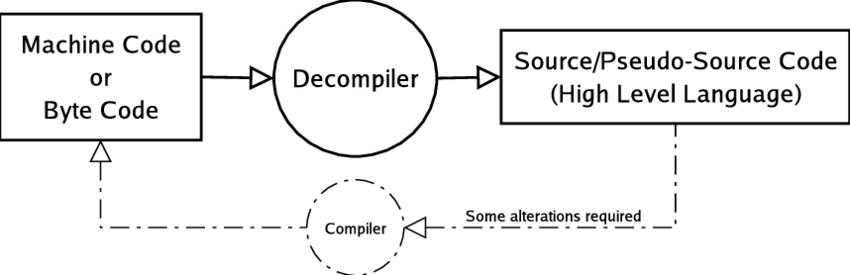 Machine Code
or
Byte Code
Decompiler
Source/Pseudo-Source Code
(High Level Language)
Some alterations required
Compiler